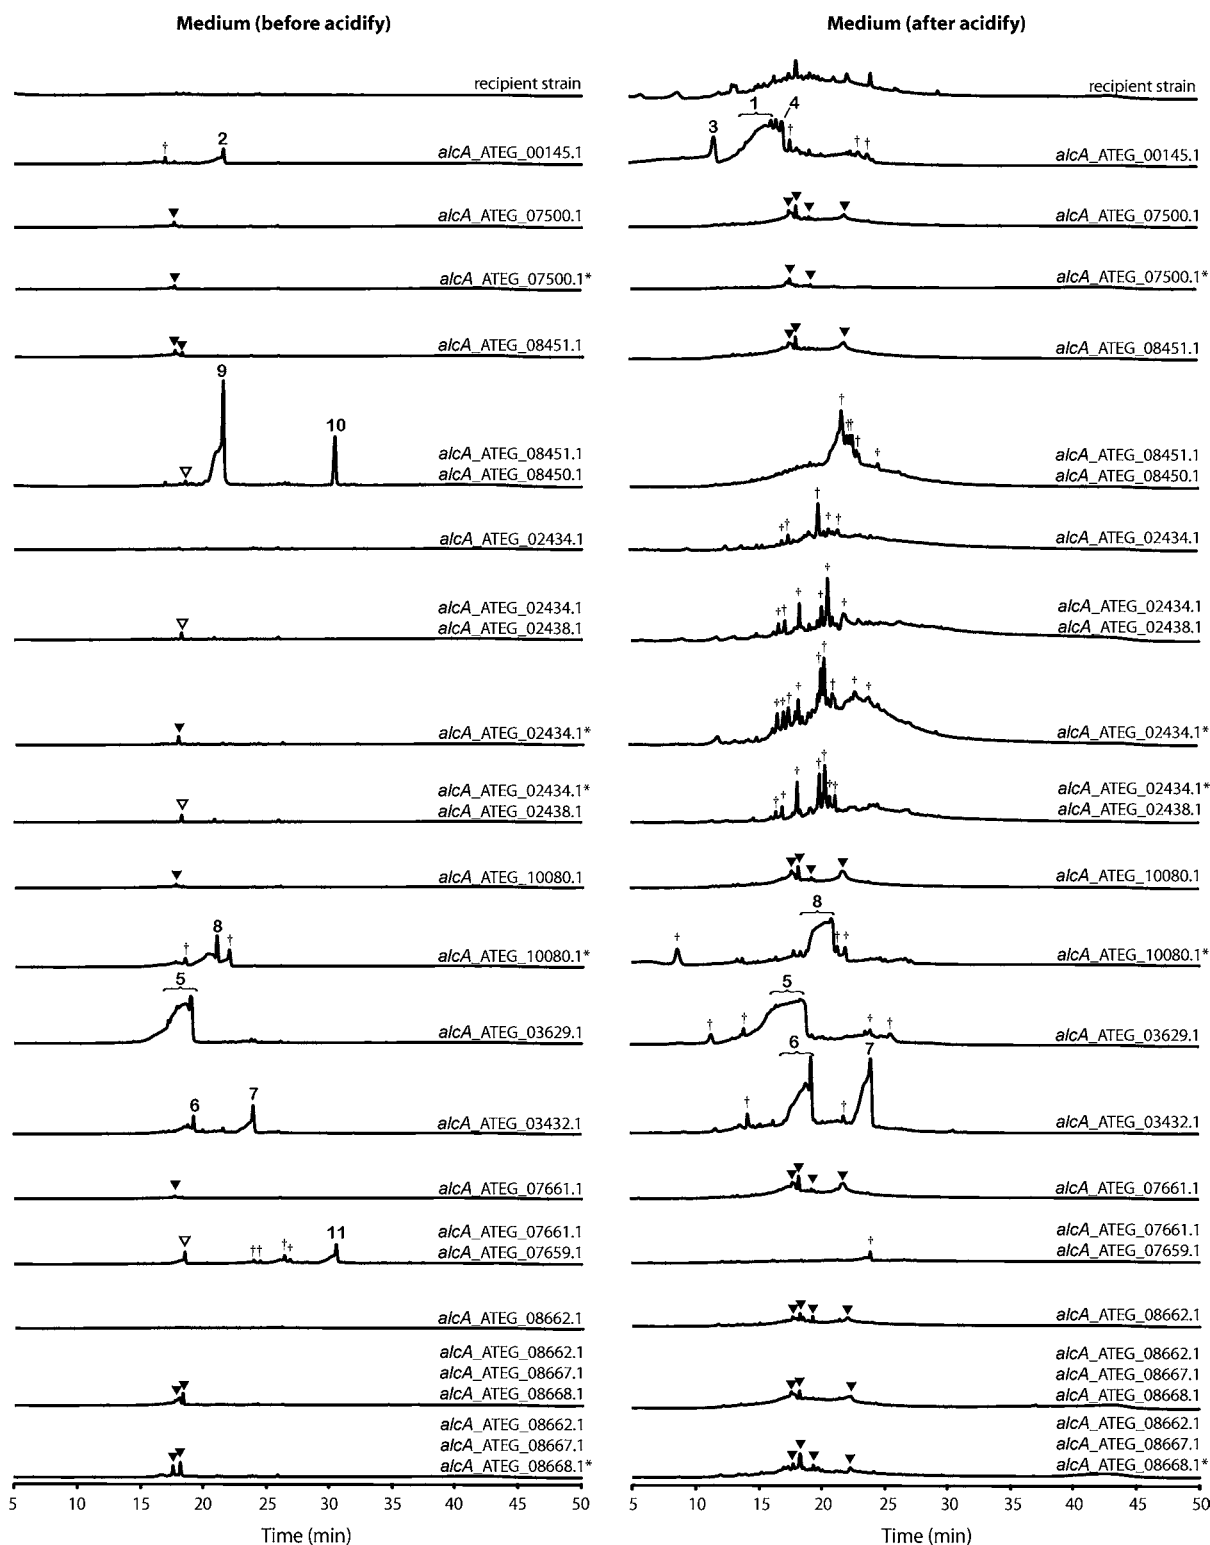 Medium (before acidify)
recipient strain
† 2
alcA_ATEG_00145.1
alcA_ATEG_07500.1
alcA_ATEG_07500.1*
alcA_ATEG_08451.1
9
10
alcA_ATEG_08451.1
alcA_ATEG_08450.1
alcA_ATEG_02434.1
alcA_ATEG_02434.1
alcA_ATEG_02438.1
alcA_ATEG_02434.1*
alcA_ATEG_02434.1*
alcA_ATEG_02438.1
alcA_ATEG_10080.1
† 8 †
alcA_ATEG_10080.1*
5
alcA_ATEG_03629.1
6 7
alcA_ATEG_03432.1
alcA_ATEG_07661.1
†† †† 11
alcA_ATEG_07661.1
alcA_ATEG_07659.1
alcA_ATEG_08662.1
alcA_ATEG_08662.1
alcA_ATEG_08667.1
alcA_ATEG_08668.1
alcA_ATEG_08662.1
alcA_ATEG_08667.1
alcA_ATEG_08668.1*
5 10 15 20 25 30 35 40 45 50
Time (min)
Medium (after acidify)
recipient strain
3 1 4 † † †
alcA_ATEG_00145.1
alcA_ATEG_07500.1
alcA_ATEG_07500.1*
alcA_ATEG_08451.1
† †† † †
alcA_ATEG_08451.1
alcA_ATEG_08450.1
†† † † †
alcA_ATEG_02434.1
†† † † † †
alcA_ATEG_02434.1
alcA_ATEG_02438.1
††† † †† † † †
alcA_ATEG_02434.1*
†† † †† ††
alcA_ATEG_02434.1*
alcA_ATEG_02438.1
alcA_ATEG_10080.1
† 8 ††
alcA_ATEG_10080.1*
† † 5 † †
alcA_ATEG_03629.1
† 6 † 7
alcA_ATEG_03432.1
alcA_ATEG_07661.1
†
alcA_ATEG_07661.1
alcA_ATEG_07659.1
alcA_ATEG_08662.1
alcA_ATEG_08662.1
alcA_ATEG_08667.1
alcA_ATEG_08668.1
alcA_ATEG_08662.1
alcA_ATEG_08667.1
alcA_ATEG_08668.1*
5 10 15 20 25 30 35 40 45 50
Time (min)